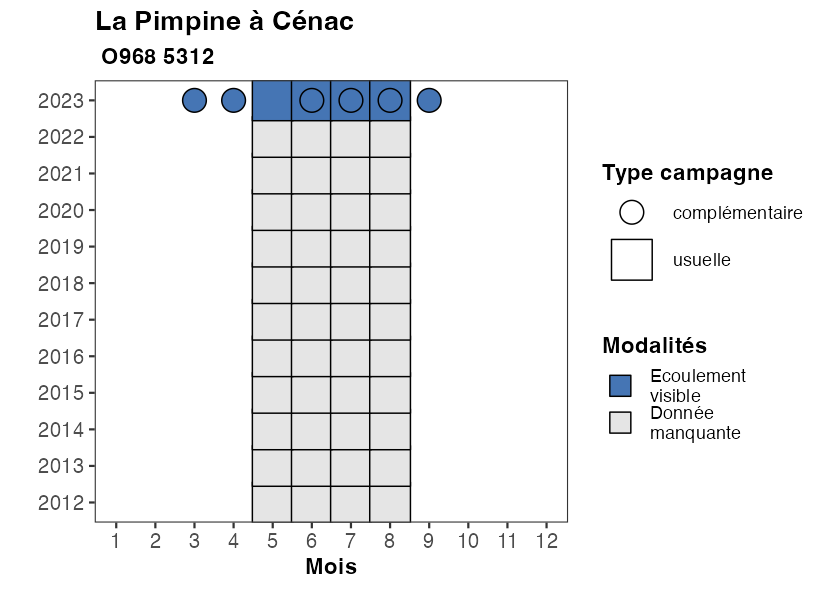 La Pimpine à Cénac
O968 5312
2023
2022
2021
2020
2019
2018
2017
2016
2015
2014
2013
2012
1 2 3 4 5 6 7 8 9 10 11 12
Mois
Type campagne
complémentaire
usuelle
Modalités
Ecoulement
visible
Donnée
manquante